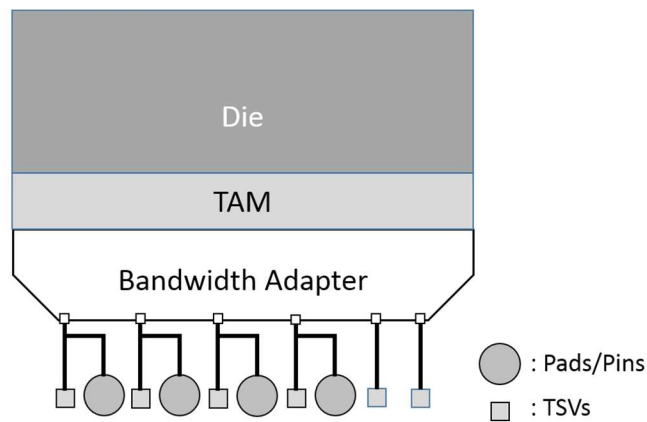 Die
TAM
Bandwidth Adapter
: Pads/Pins
: TSVs